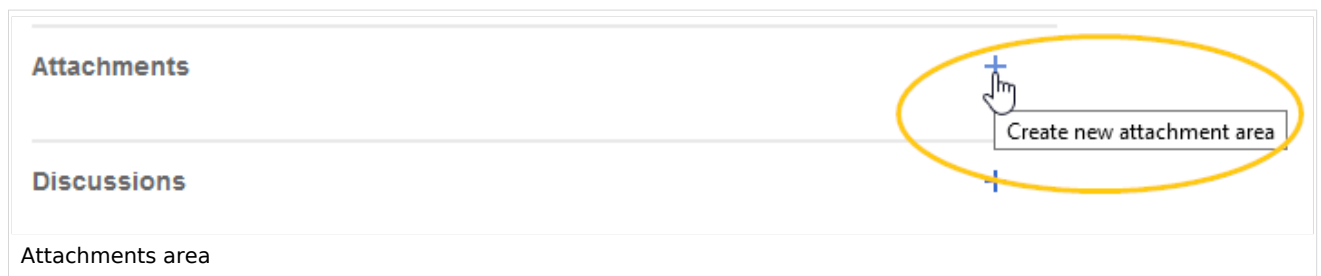 Attachments
+
Create new attachment area
Discussions
+
Attachments area